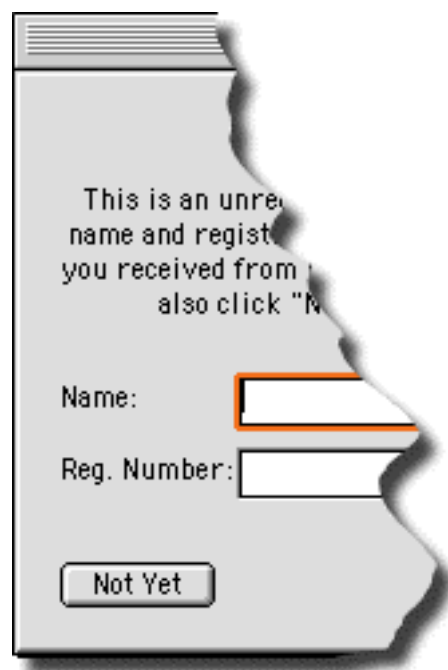 This is an unre
name and regist
you received from
also click "N
Name:
Reg. Number:
Not Yet